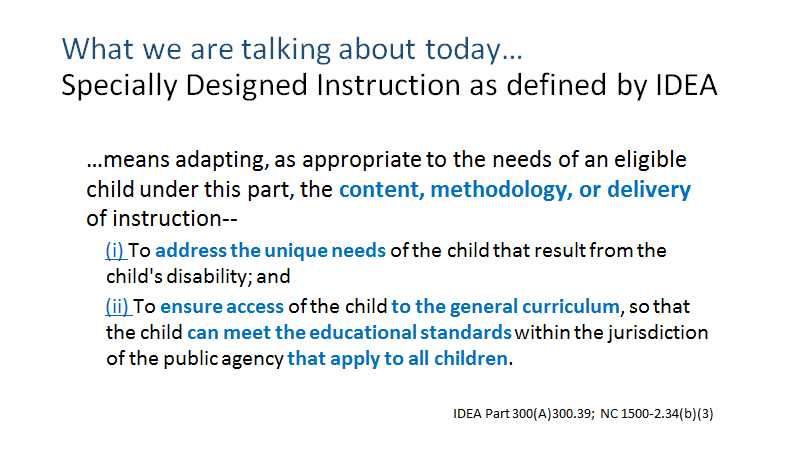 What we are talking about today…
Specially Designed Instruction as defined by IDEA
…means adapting, as appropriate to the needs of an eligible
child under this part, the content, methodology, or delivery
of instruction--
(i) To address the unique needs of the child that result from the
child's disability; and
(ii) To ensure access of the child to the general curriculum, so that
the child can meet the educational standards within the jurisdiction
of the public agency that apply to all children.
IDEA Part 300(A)300.39; NC 1500-2.34(b)(3)